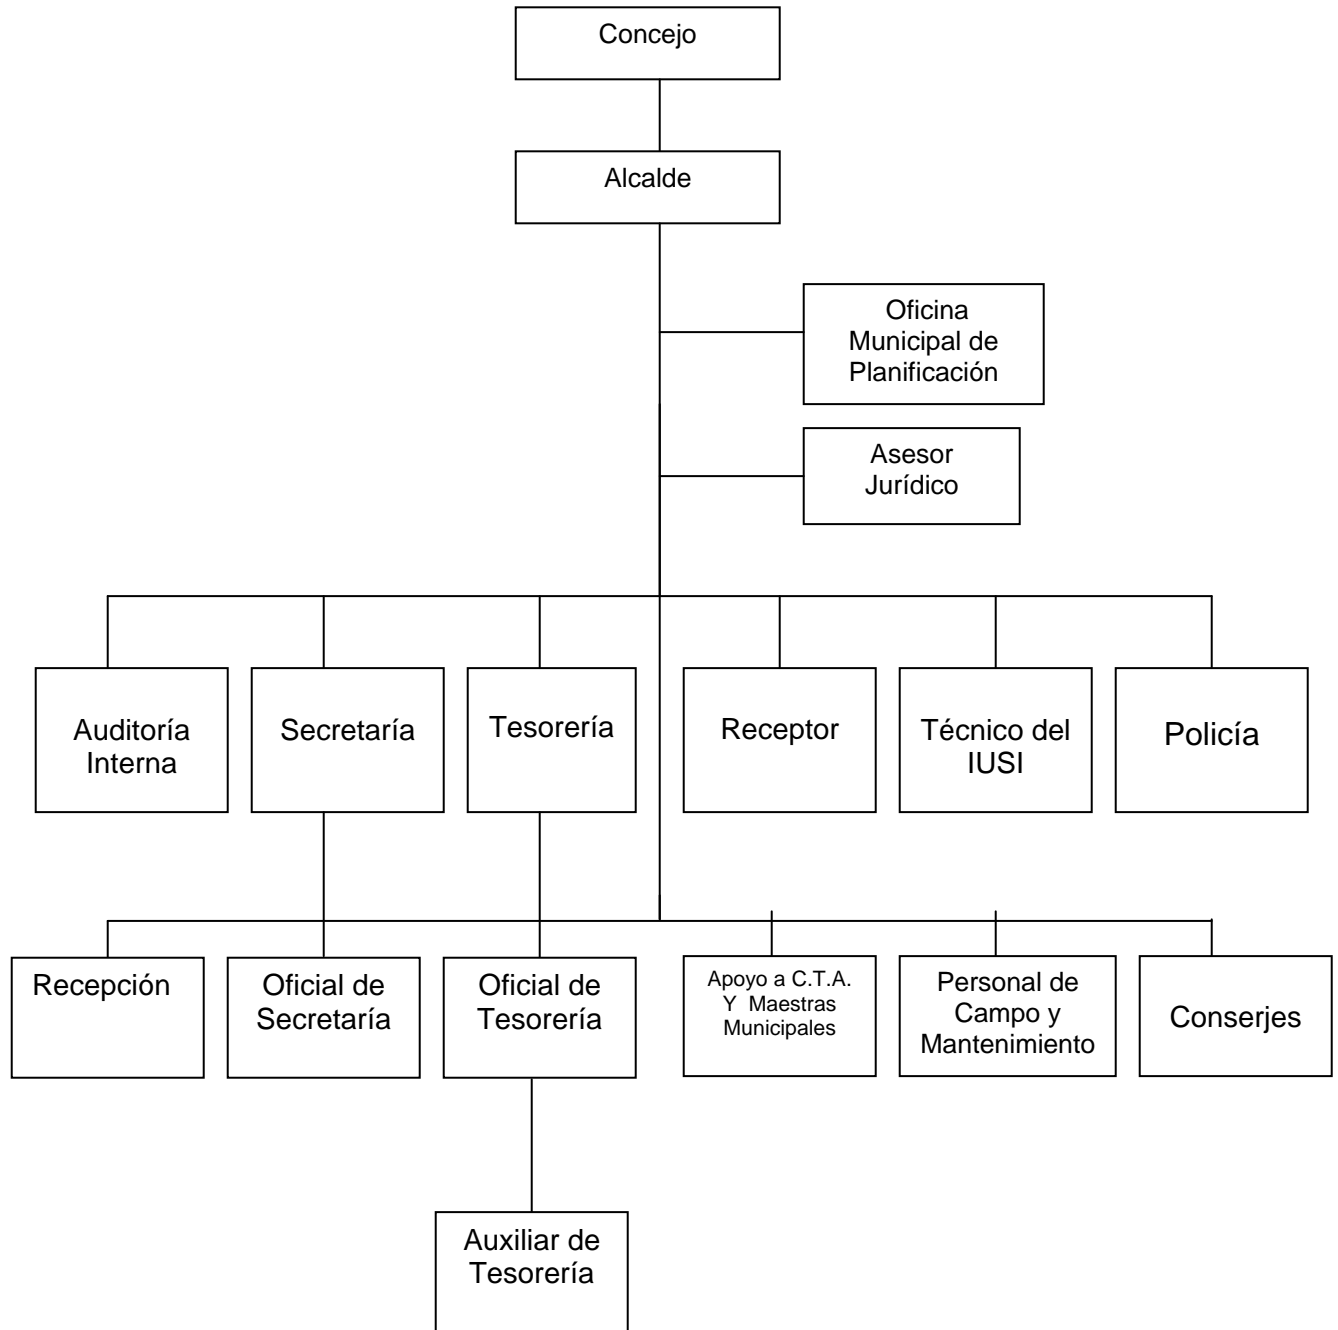 Concejo
Alcalde
Oficina
Municipal de
Planificación
Asesor
Jurídico
Auditoría
Interna
Secretaría
Tesorería
Receptor
Técnico del
IUSI
Policía
Recepción
Oficial de
Secretaría
Oficial de
Tesorería
Apoyo a C.T.A.
Y Maestras
Municipales
Personal de
Campo y
Mantenimiento
Conserjes
Auxiliar de
Tesorería